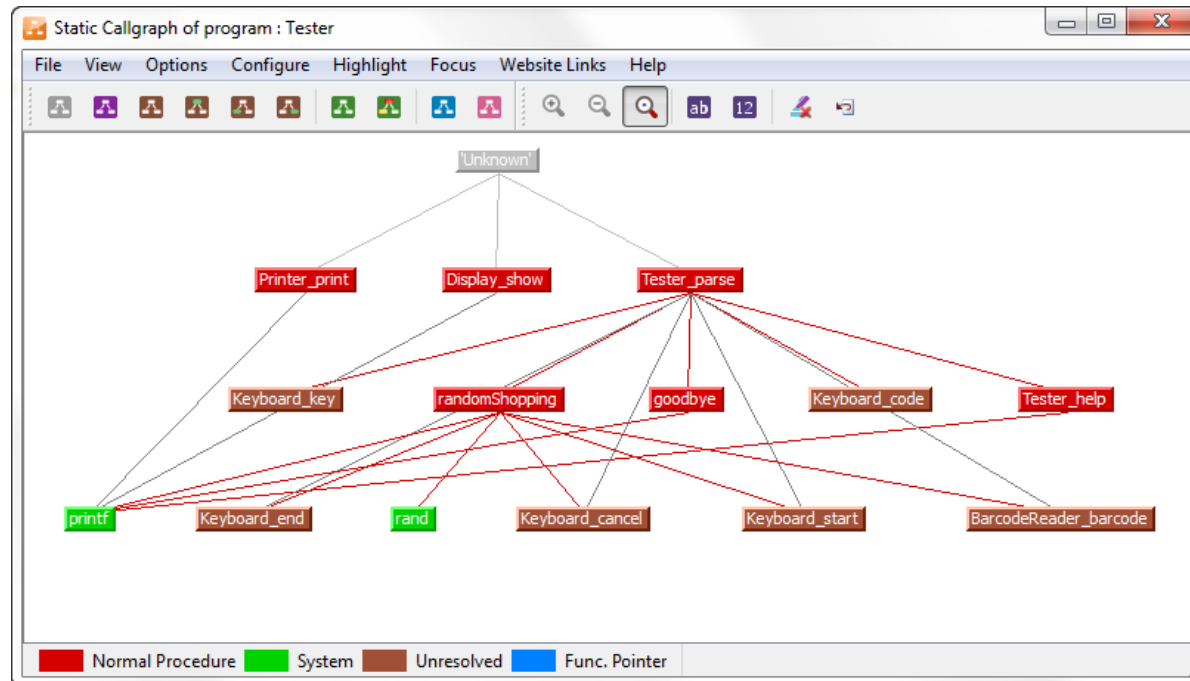 Static Callgraph of program : Tester
File View Options Configure Highlight Focus Website Links Help
ab 12
'Unknown'
Printer_print Display_show Tester_parse
Keyboard_key randomShopping goodbye Keyboard_code Tester_help
printf Keyboard_end rand Keyboard_cancel Keyboard_start BarcodeReader_barcode
Normal Procedure System Unresolved Func. Pointer